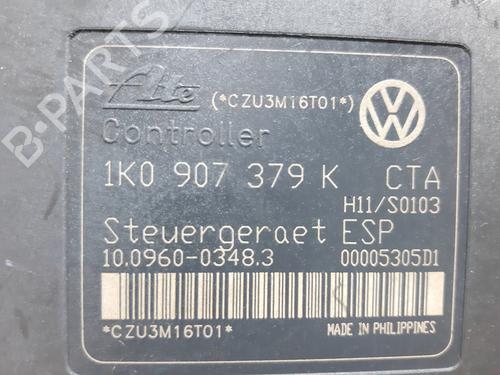 B-PARTS
Ate (*CZU3M16T01*)
Controller
1K0 907 379 K CTA
H11/S0103
Steuergeraet ESP
10.0960-0348.3 00005305D1
*CZU3M16T01* MADE IN PHILIPPINES